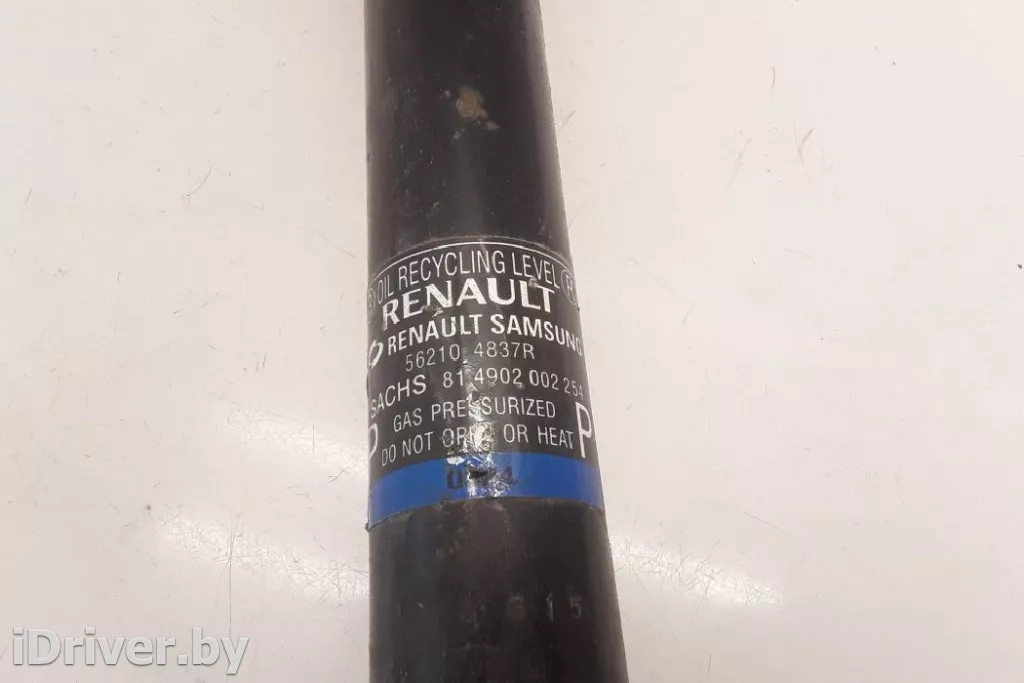 OIL RECYCLING LEVEL R
RENAULT
RENAULT SAMSUNG
56210 4837R
SACHS 81 4902 002 254
GAS PRESSURIZED
DO NOT OPEN OR HEAT
P
15
iDriver.by